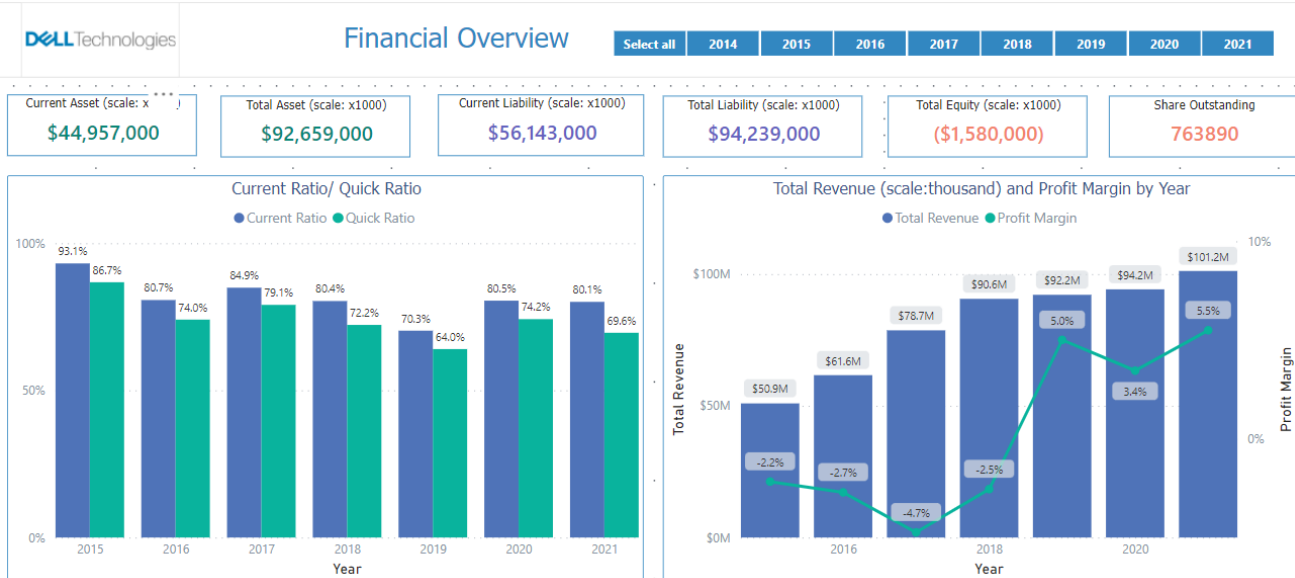 DELLTechnologies
Financial Overview
Select all 2014 2015 2016 2017 2018 2019 2020 2021
Current Asset (scale: x
$44,957,000
Total Asset (scale: x1000)
$92,659,000
Current Liability (scale: x1000)
$56,143,000
Total Liability (scale: x1000)
$94,239,000
Total Equity (scale: x1000)
($1,580,000)
Share Outstanding
763890
Current Ratio/ Quick Ratio
Current Ratio Quick Ratio
100%
50%
0%
93.1%
86.7%
80.7%
74.0%
84.9%
79.1%
80.4%
72.2%
70.3%
64.0%
80.5%
74.2%
80.1%
69.6%
2015 2016 2017 2018 2019 2020 2021
Year
Total Revenue (scale:thousand) and Profit Margin by Year
Total Revenue Profit Margin
Total Revenue
$100M
$50M
$0M
$50.9M
$61.6M
$78.7M
$90.6M
$92.2M
$94.2M
$101.2M
-2.2%
-2.7%
-4.7%
-2.5%
5.0%
3.4%
5.5%
10%
0%
Profit Margin
2016 2018 2020
Year